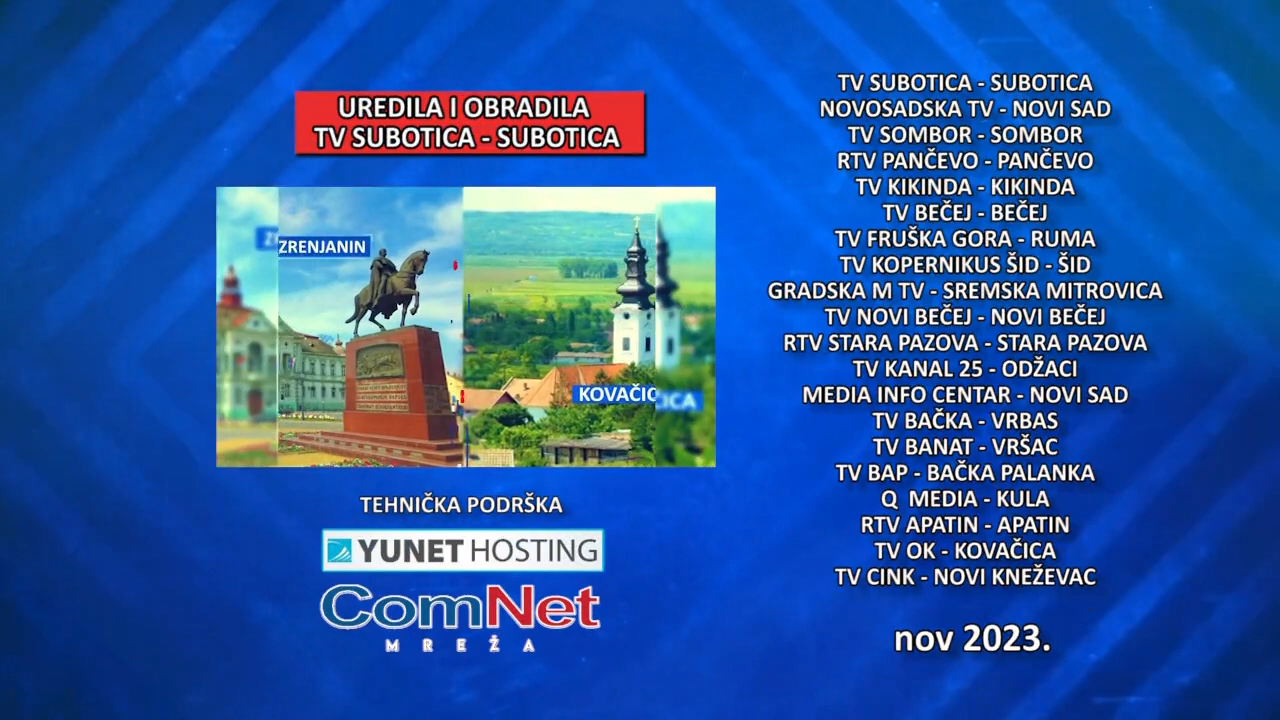 UREDILA I OBRADILA
TV SUBOTICA - SUBOTICA
ZRENJANIN
KOVAČIC
CICA
TEHNIČKA PODRŠKA
YUNET HOSTING
ComNet
MREŽA
TV SUBOTICA - SUBOTICA
NOVOSADSKA TV - NOVI SAD
TV SOMBOR - SOMBOR
RTV PANČEVO - PANČEVO
TV KIKINDA - KIKINDA
TV BEČEJ - BEČEJ
TV FRUŠKA GORA - RUMA
TV KOPERNIKUS ŠID - ŠID
GRADSKA M TV - SREMSKA MITROVICA
TV NOVI BEČEJ - NOVI BEČEJ
RTV STARA PAZOVA - STARA PAZOVA
TV KANAL 25 - ODŽACI
MEDIA INFO CENTAR - NOVI SAD
TV BAČKA - VRBAS
TV BANAT - VRŠAC
TV BAP - BAČKA PALANKA
Q MEDIA - KULA
RTV APATIN - APATIN
TV OK - KOVAČICA
TV CINK - NOVI KNEŽEVAC
nov 2023.